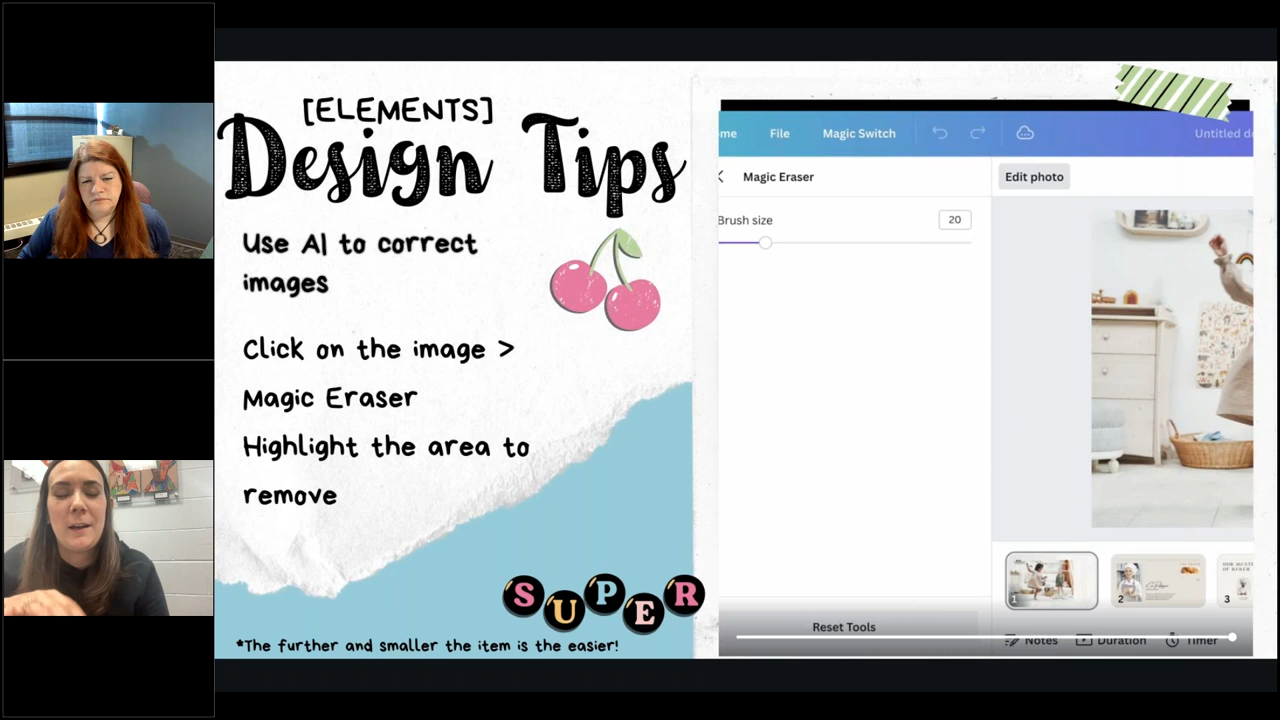 [ELEMENTS]
Design Tips
Use AI to correct
images
Click on the image >
Magic Eraser
Highlight the area to
remove
SUPER
*The further and smaller the item is the easier!
ome
File
Magic Switch
Untitled de
Magic Eraser
Edit photo
Brush size
20
Reset Tools
1
2
3
Notes
Duration
Timer